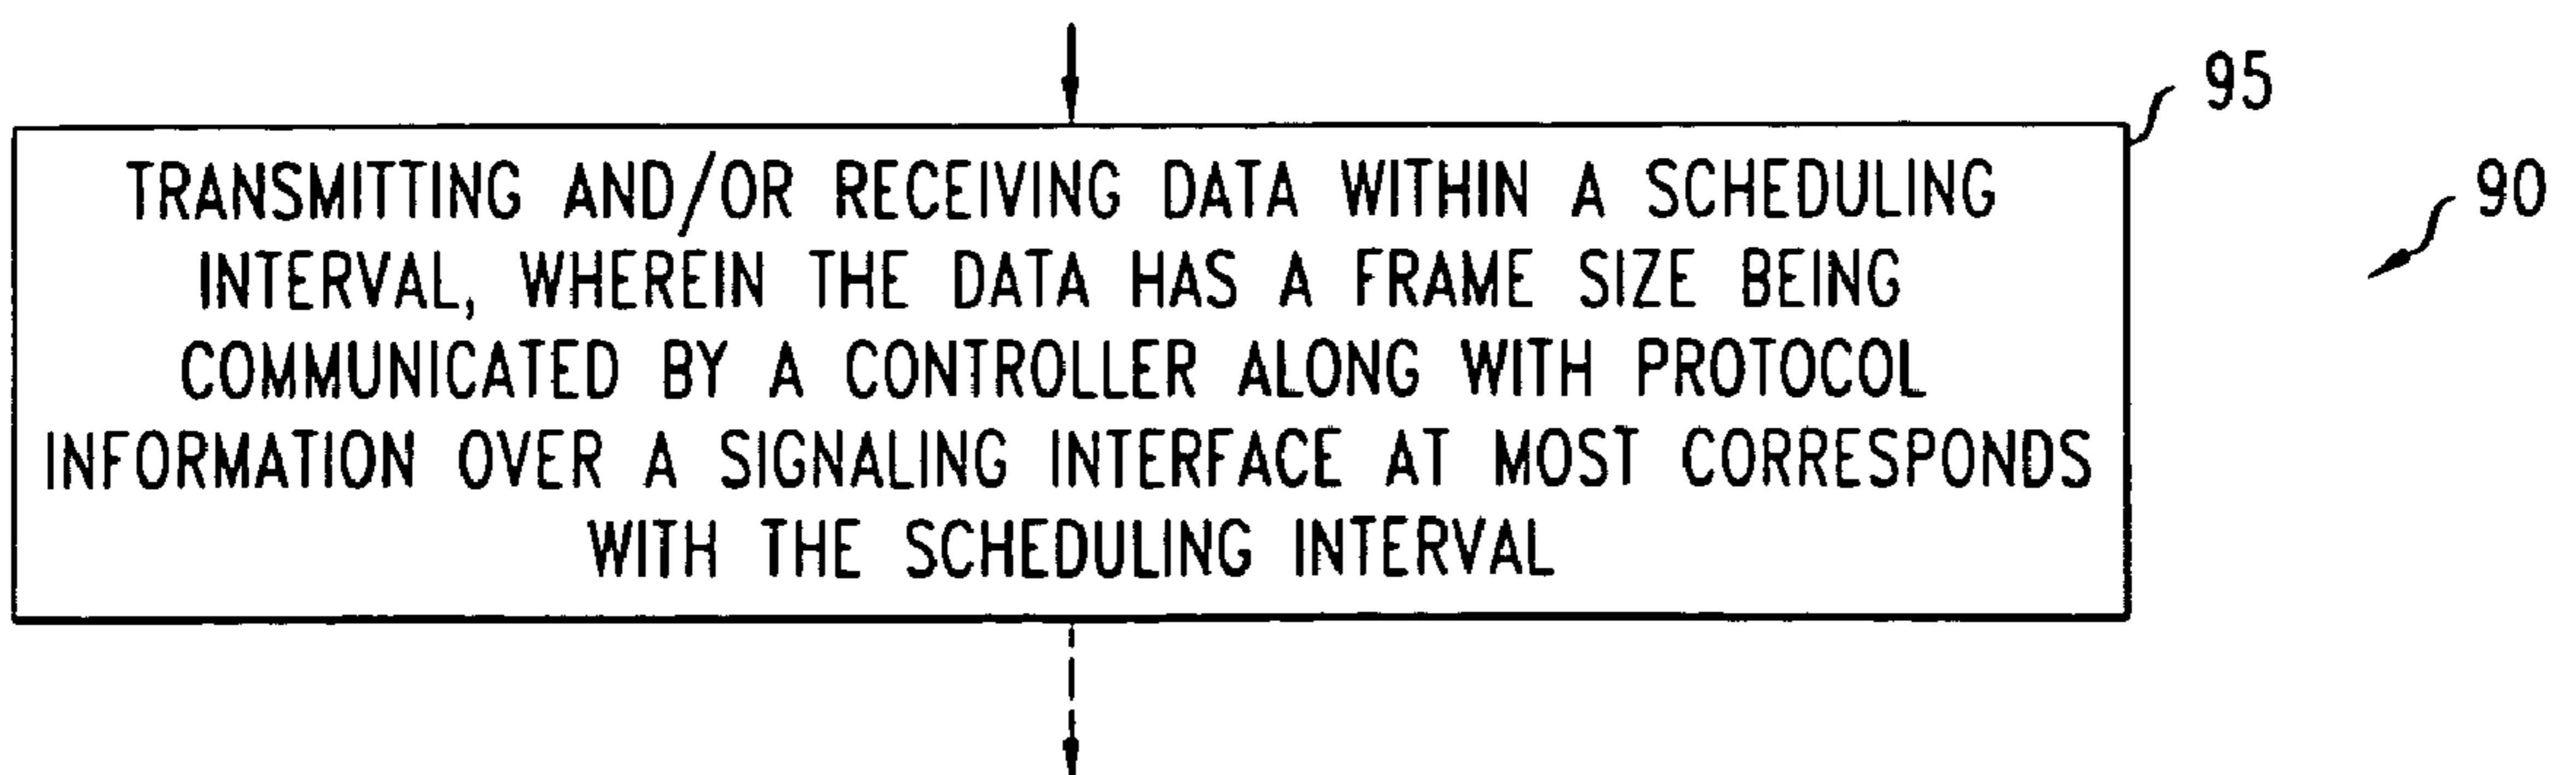 95
90
TRANSMITTING AND/OR RECEIVING DATA WITHIN A SCHEDULING
INTERVAL, WHEREIN THE DATA HAS A FRAME SIZE BEING
COMMUNICATED BY A CONTROLLER ALONG WITH PROTOCOL
INFORMATION OVER A SIGNALING INTERFACE AT MOST CORRESPONDS
WITH THE SCHEDULING INTERVAL